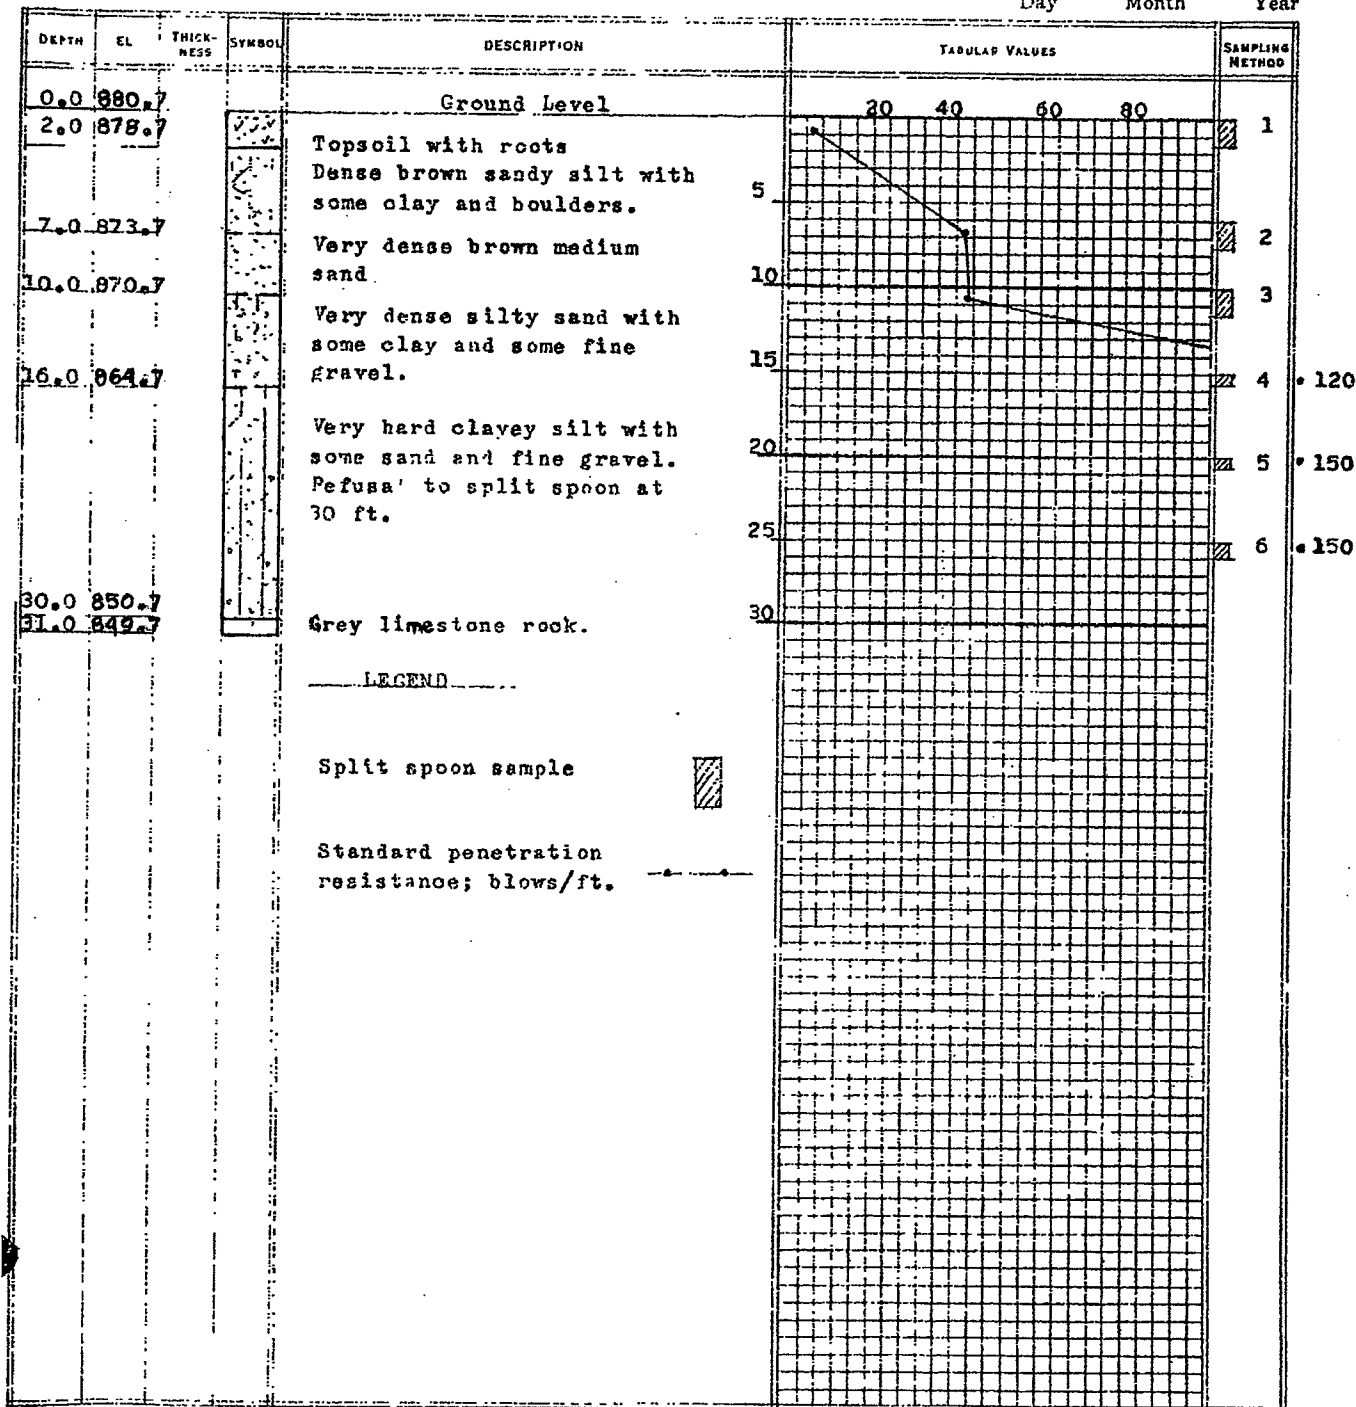 Day Month Year
DEPTH EL THICK-NESS SYMBOL DESCRIPTION TABULAR VALUES SAMPLING METHOD
0.0 880.7 Ground Level 20 40 60 80
2.0 878.7 1
Topsoil with roots
Dense brown sandy silt with
some clay and boulders.
5
7.0 873.7 2
Very dense brown medium
sand
10.0 870.7 10 3
Very dense silty sand with
some clay and some fine
gravel.
15
16.0 864.7 4 120
Very hard clayey silt with
some sand and fine gravel.
20 5 150
Refusa' to split spoon at
30 ft.
25 6 150
30.0 850.7
31.0 849.7 Grey limestone rock. 30
LEGEND
Split spoon sample
Standard penetration
resistance; blows/ft.